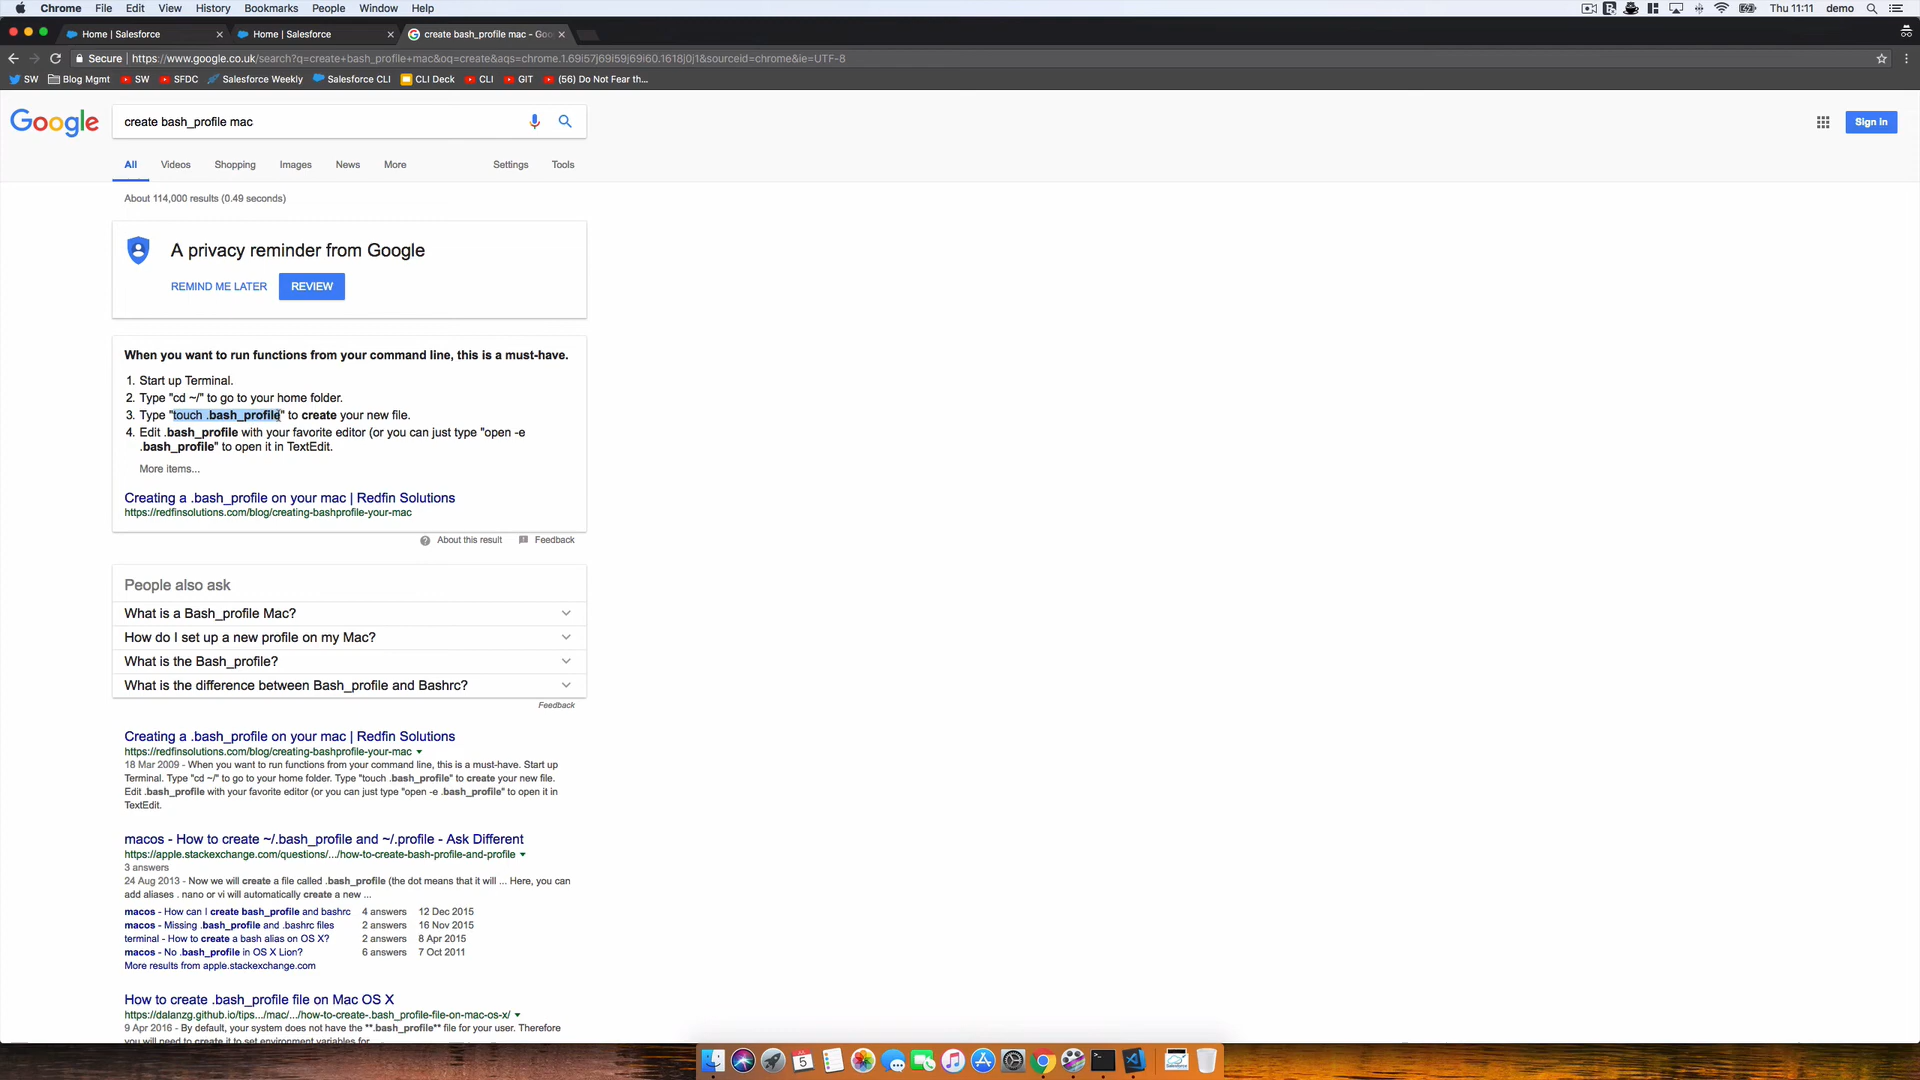 Chrome File Edit View History Bookmarks People Window Help
Thu 11:11 demo
Home | Salesforce
Home | Salesforce
create bash_profile mac - Goo
Secure | https://www.google.co.uk/search?q=create+bash_profile+mac&oq=create&aqs=chrome.1.69i57j69i59j69i60.1618j0j1&sourceid=chrome&ie=UTF-8
SW Blog Mgmt SW SFDC Salesforce Weekly Salesforce CLI CLI Deck CLI GIT (56) Do Not Fear th...
Google
create bash_profile mac
Sign in
All Videos Shopping Images News More Settings Tools
About 114,000 results (0.49 seconds)
A privacy reminder from Google
REMIND ME LATER REVIEW
When you want to run functions from your command line, this is a must-have.
1. Start up Terminal.
2. Type "cd ~/" to go to your home folder.
3. Type "touch .bash_profile" to create your new file.
4. Edit .bash_profile with your favorite editor (or you can just type "open -e
.bash_profile" to open it in TextEdit.
More items...
Creating a .bash_profile on your mac | Redfin Solutions
https://redfinsolutions.com/blog/creating-bashprofile-your-mac
About this result Feedback
People also ask
What is a Bash_profile Mac?
How do I set up a new profile on my Mac?
What is the Bash_profile?
What is the difference between Bash_profile and Bashrc?
Feedback
Creating a .bash_profile on your mac | Redfin Solutions
https://redfinsolutions.com/blog/creating-bashprofile-your-mac
18 Mar 2009 - When you want to run functions from your command line, this is a must-have. Start up
Terminal. Type "cd ~/" to go to your home folder. Type "touch .bash_profile" to create your new file.
Edit .bash_profile with your favorite editor (or you can just type "open -e .bash_profile" to open it in
TextEdit.
macos - How to create ~/.bash_profile and ~/.profile - Ask Different
https://apple.stackexchange.com/questions/.../how-to-create-bash-profile-and-profile
3 answers
24 Aug 2013 - Now we will create a file called .bash_profile (the dot means that it will ... Here, you can
add aliases . nano or vi will automatically create a new ...
macos - How can I create bash_profile and bashrc 4 answers 12 Dec 2015
macos - Missing .bash_profile and .bashrc files 2 answers 16 Nov 2015
terminal - How to create a bash alias on OS X? 2 answers 8 Apr 2015
macos - No .bash_profile in OS X Lion? 6 answers 7 Oct 2011
More results from apple.stackexchange.com
How to create .bash_profile file on Mac OS X
https://dalanzg.github.io/tips.../mac/.../how-to-create-.bash_profile-file-on-mac-os-x/
9 Apr 2016 - By default, your system does not have the **.bash_profile** file for your user. Therefore
you will need to create it to set environment variables for
5